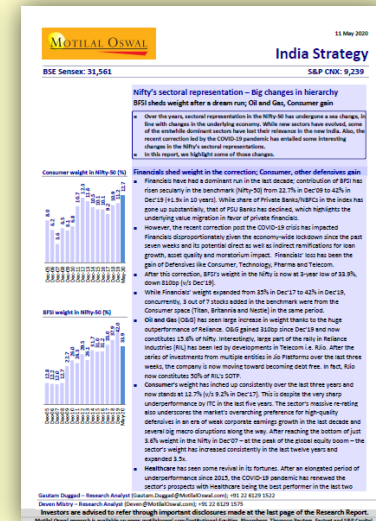 11 May 2020
MOTILAL OSWAL
India Strategy
BSE Sensex: 31,561
S&P CNX: 9,239
Nifty's sectoral representation – Big changes in hierarchy
BFSI sheds weight after a dream run; Oil and Gas, Consumer gain
Over the years, sectoral representation in the Nifty-50 has undergone a sea change, in
line with changes in the underlying economy. While new sectors have evolved, some
of the erstwhile dominant sectors have lost their relevance in the new India. Also, the
recent correction led by the COVID-19 pandemic has entailed some interesting
changes in the Nifty's sectoral representations.
In this report, we highlight some of those changes.
Consumer weight in Nifty-50 (%)
Financials shed weight in the correction; Consumer, other defensives gain
Financials have had a dominant run in the last decade; contribution of BFSI has
risen secularly in the benchmark (Nifty-50) from 22.7% in Dec'09 to 42% in
Dec'19 (+1.9x in 10 years). While share of Private Banks/NBFCs in the index has
gone up substantially, that of PSU Banks has declined, which highlights the
underlying value migration in favor of private financials.
However, the recent correction post the COVID-19 crisis has impacted
Financials disproportionately given the economy-wide lockdown since the past
seven weeks and its potential direct as well as indirect ramifications for loan
growth, asset quality and moratorium impact. Financials' loss has been the
gain of Defensives like Consumer, Technology, Pharma and Telecom.
After this correction, BFSI's weight in the Nifty is now at 3-year low of 33.9%,
down 810bp (v/s Dec'19).
While Financials' weight expanded from 35% in Dec'17 to 42% in Dec'19,
concurrently, 3 out of 7 stocks added in the benchmark were from the
Consumer space (Titan, Britannia and Nestle) in the same period.
BFSI weight in Nifty-50 (%)
Oil and Gas (O&G) has seen large increase in weight thanks to the huge
outperformance of Reliance. O&G gained 310bp since Dec'19 and now
constitutes 15.6% of Nifty. Interestingly, large part of the rally in Reliance
Industries (RIL) has been led by developments in Telecom i.e. RJio. After the
series of investments from multiple entities in Jio Platforms over the last three
weeks, the company is now moving toward becoming debt free. In fact, RJio
now constitutes 50% of RIL's SOTP.
Consumer's weight has inched up consistently over the last three years and
now stands at 12.7% (v/s 9.2% in Dec'17). This is despite the very sharp
underperformance by ITC in the last five years. The sector's massive re-rating
also underscores the market's overarching preference for high-quality
defensives in an era of weak corporate earnings growth in the last decade and
several big macro disruptions along the way. After reaching the bottom of just
3.6% weight in the Nifty in Dec'07 – at the peak of the global equity boom – the
sector's weight has increased consistently in the last twelve years and
expanded 3.5x.
Healthcare has seen revival in its fortunes. After an elongated period of
underperformance since 2015, the COVID-19 pandemic has renewed the
sector's prospects with Healthcare being the best performer in the last two
Gautam Duggad – Research Analyst (Gautam.Duggad@MotilalOswal.com); +91 22 6129 1522
Deven Mistry – Research Analyst (Deven@MotilalOswal.com); +91 22 6129 1575
Investors are advised to refer through important disclosures made at the last page of the Research Report.